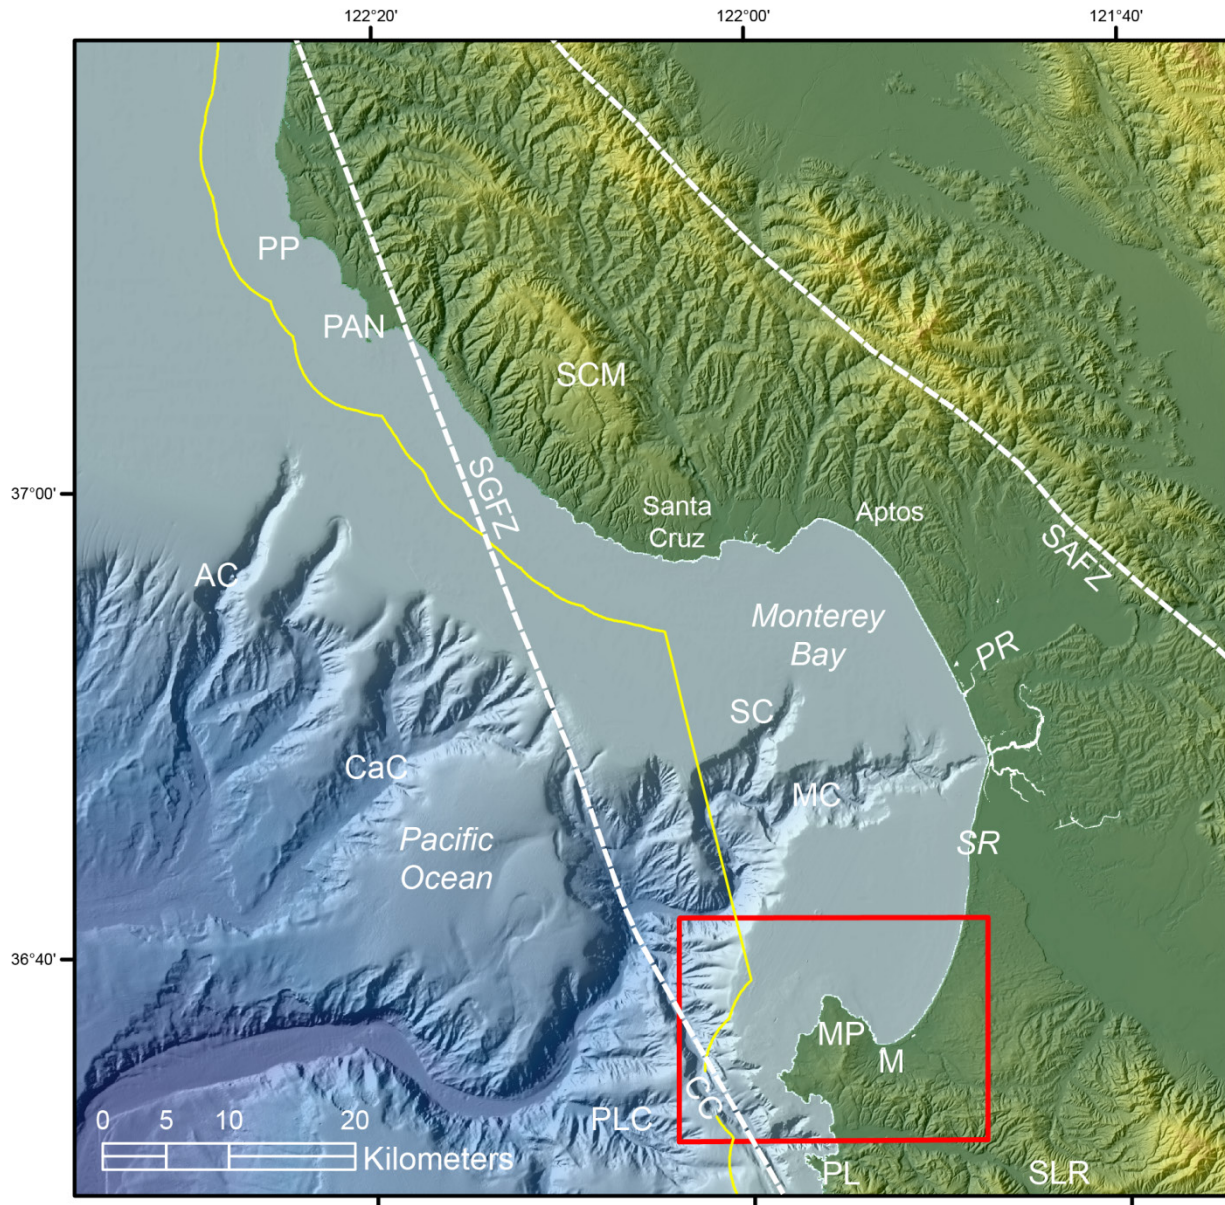 122°20'
122°00'
121°40'
PP
PAN
SCM
37°00'
SGFZ
Santa
Cruz
Aptos
SAFZ
AC
Monterey
Bay
PR
SC
CaC
MC
Pacific
Ocean
SR
36°40'
MP
M
CC
PLC
PL
SLR
0 5 10 20
Kilometers